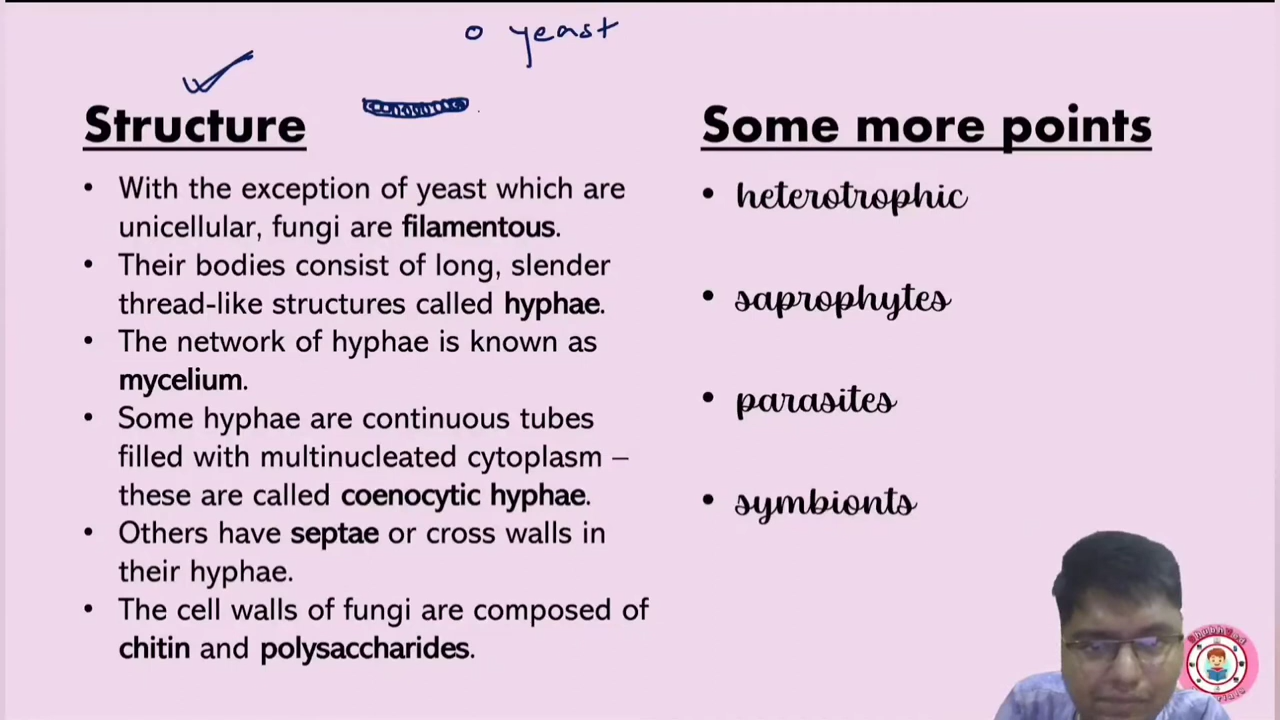 yeast
Structure
• With the exception of yeast which are
unicellular, fungi are filamentous.
• Their bodies consist of long, slender
thread-like structures called hyphae.
• The network of hyphae is known as
mycelium.
• Some hyphae are continuous tubes
filled with multinucleated cytoplasm –
these are called coenocytic hyphae.
• Others have septae or cross walls in
their hyphae.
• The cell walls of fungi are composed of
chitin and polysaccharides.
Some more points
• heterotrophic
• saprophytes
• parasites
• symbionts